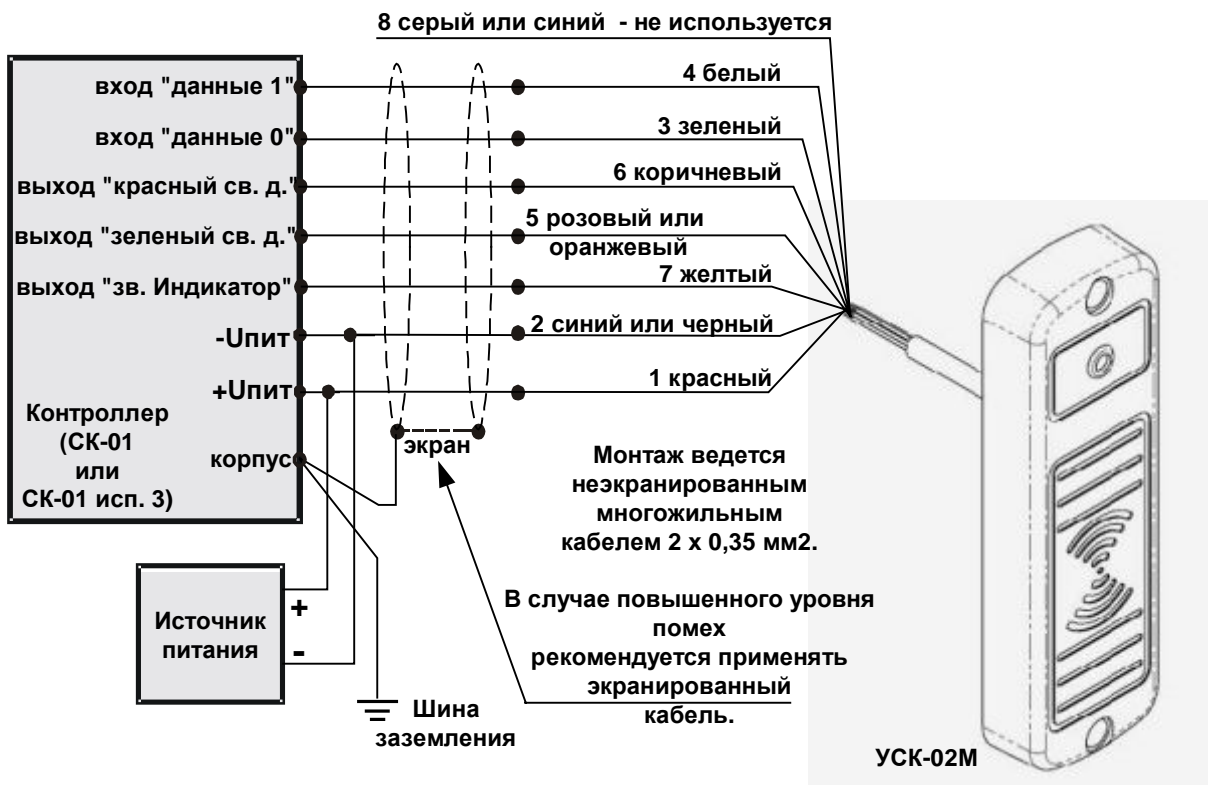 8 серый или синий - не используется
вход "данные 1"
4 белый
вход "данные 0"
3 зеленый
выход "красный св. д."
6 коричневый
выход "зеленый св. д."
5 розовый или
оранжевый
выход "зв. Индикатор"
7 желтый
-Uпит
2 синий или черный
+Uпит
1 красный
Контроллер
(СК-01
или
СК-01 исп. 3)
корпус
экран
Монтаж ведется
неэкранированным
многожильным
кабелем 2 x 0,35 мм2.
Источник
питания
+
-
В случае повышенного уровня
помех
рекомендуется применять
экранированный
кабель.
Шина
заземления
УСК-02М